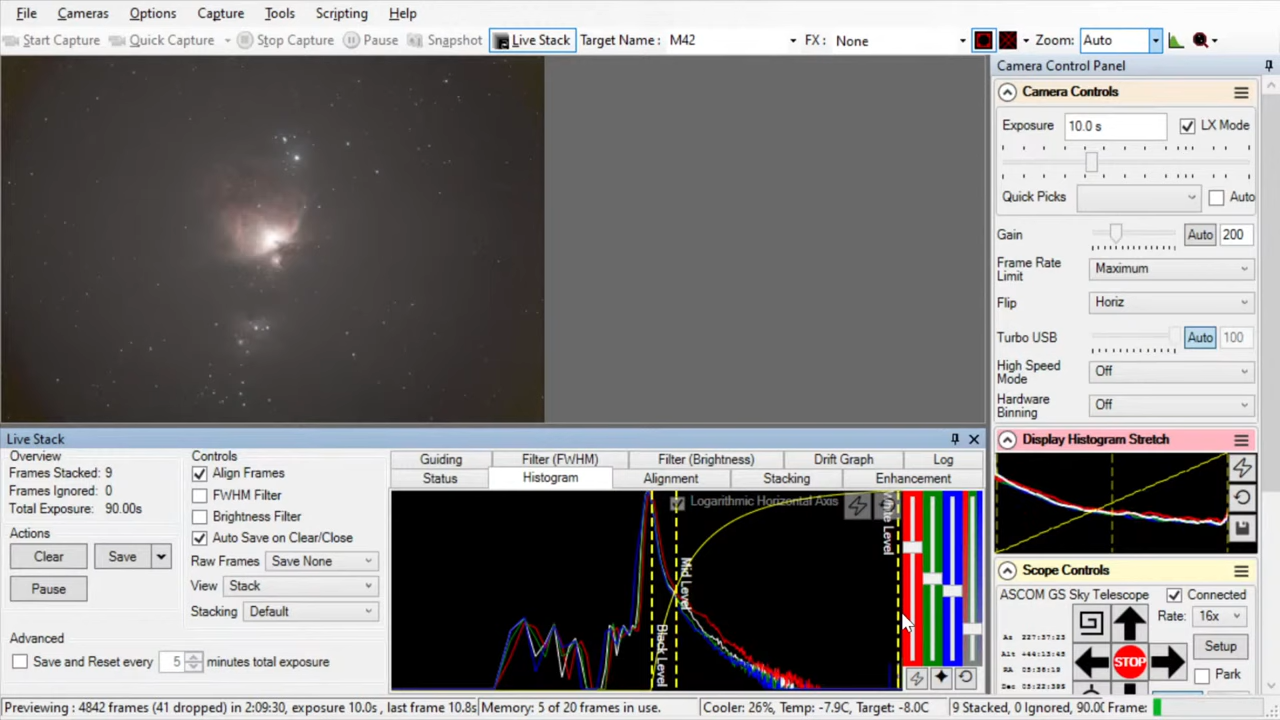 File Cameras Options Capture Tools Scripting Help
Start Capture Quick Capture Stop Capture Pause Snapshot Live Stack Target Name : M42 FX : None Zoom: Auto
Camera Control Panel
Camera Controls
Exposure 10.0 s LX Mode
Quick Picks Auto
Gain Auto 200
Frame Rate Limit Maximum
Flip Horiz
Turbo USB Auto 100
High Speed Mode Off
Hardware Binning Off
Display Histogram Stretch
Scope Controls
ASCOM GS Sky Telescope Connected
Rate: 16x
STOP
Setup
Park
Live Stack
Overview
Frames Stacked: 9
Frames Ignored: 0
Total Exposure: 90.00s
Actions
Clear Save
Pause
Controls
Align Frames
FWHM Filter
Brightness Filter
Auto Save on Clear/Close
Raw Frames Save None
View Stack
Stacking Default
Advanced
Save and Reset every 5 minutes total exposure
Guiding Filter (FWHM) Filter (Brightness) Drift Graph Log
Status Histogram Alignment Stacking Enhancement
Logarithmic Horizontal Axis
Black Level
Mid Level
Previewing : 4842 frames (41 dropped) in 2:09:30, exposure 10.0s , last frame 10.8s Memory: 5 of 20 frames in use. Cooler: 26%, Temp: -7.9C, Target: -8.0C 9 Stacked, 0 Ignored, 90.0 Frame: